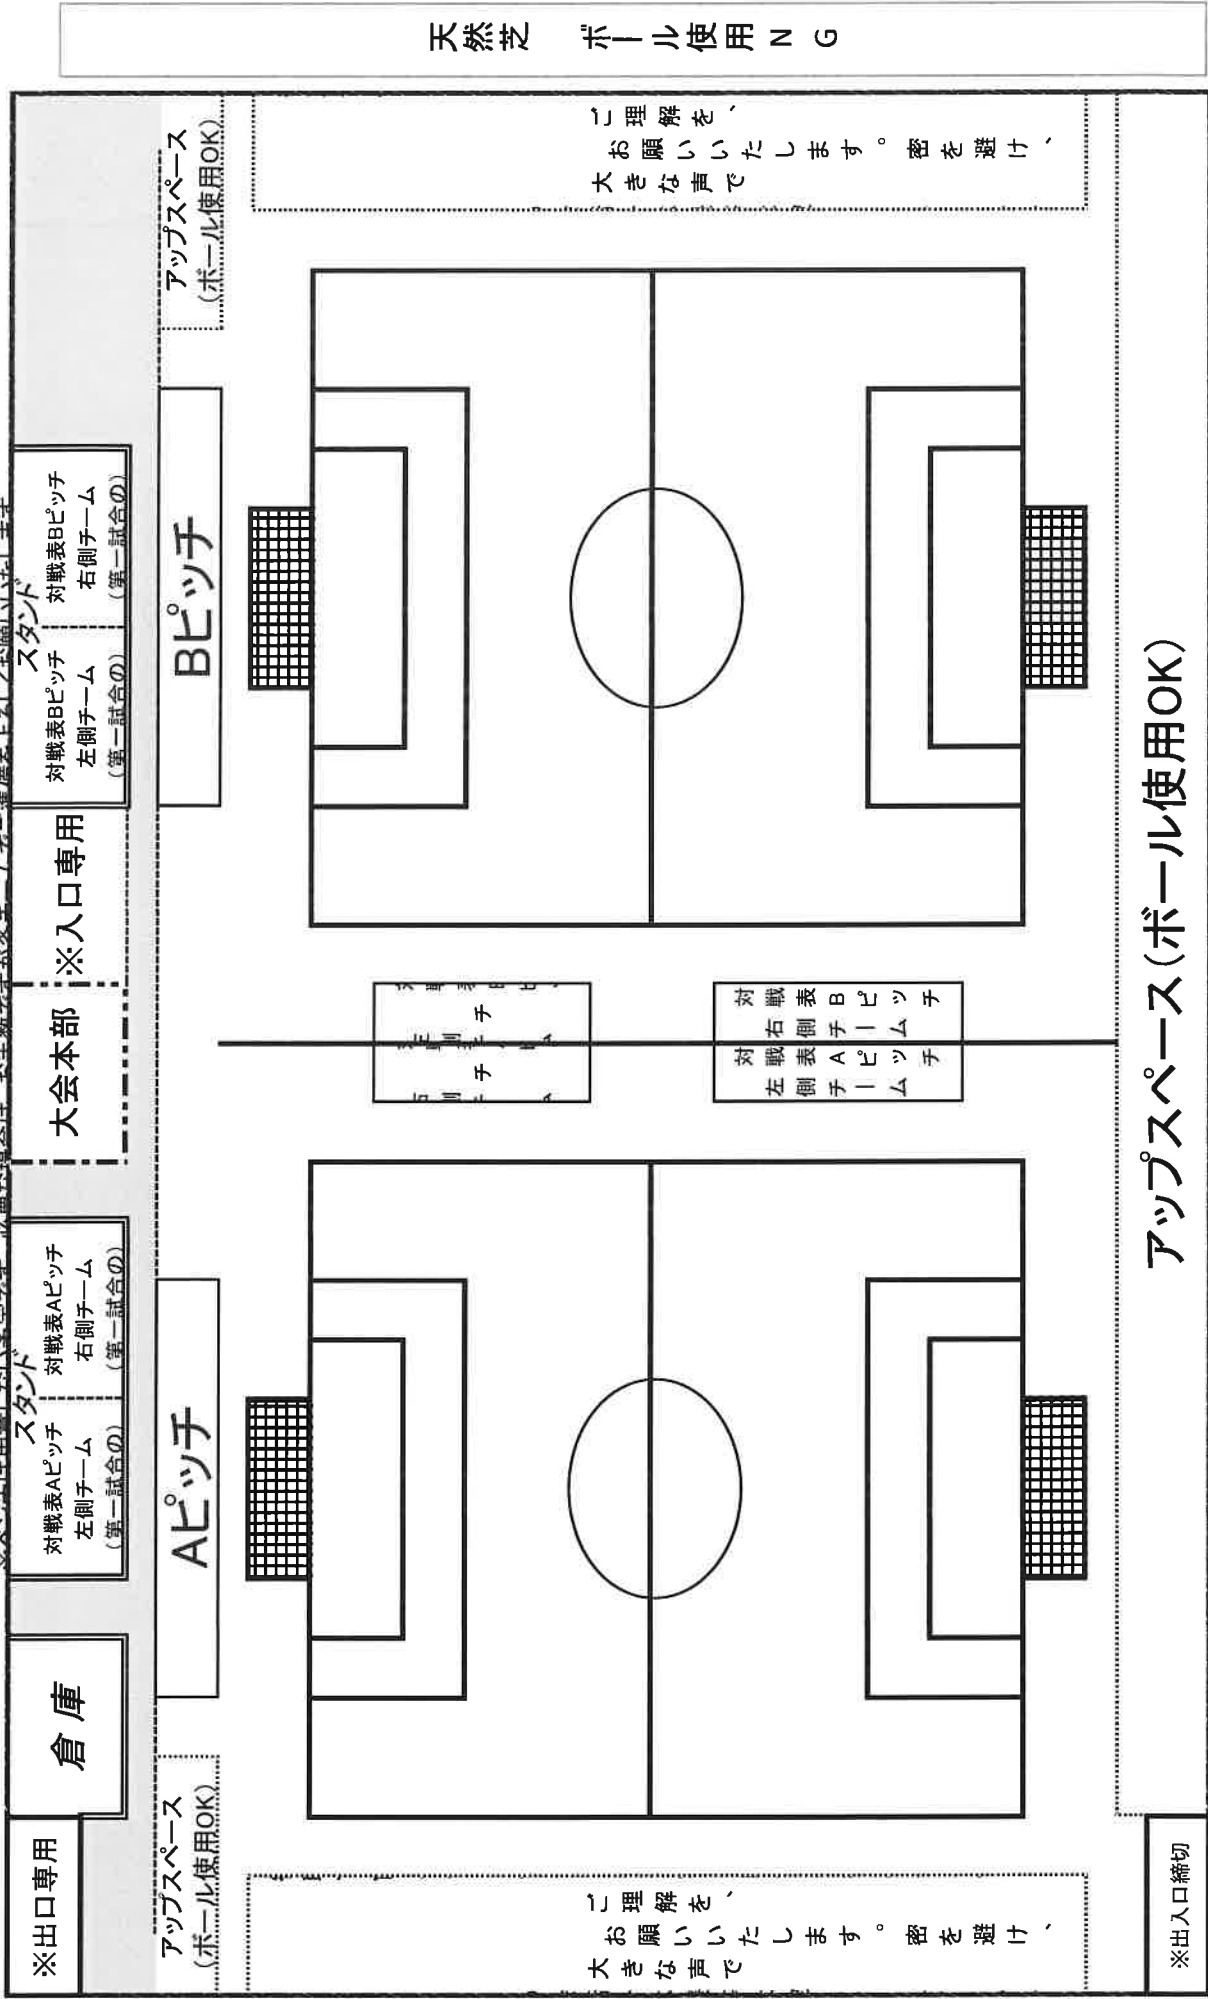 天然芝 ボール使用NG
※出口専用
倉庫
スタンド
対戦表Aピッチ
左側チーム
(第一試合の)
対戦表Aピッチ
右側チーム
(第一試合の)
大会本部
※入口専用
スタンド
対戦表Bピッチ
左側チーム
(第一試合の)
対戦表Bピッチ
右側チーム
(第一試合の)
アップスペース
(ボール使用OK)
Aピッチ
Bピッチ
アップスペース
(ボール使用OK)
ご理解を、
お願いいたします。密を避け、
大きな声で
対戦表Bピッチ
右側チーム
対戦表Aピッチ
左側チーム
ご理解を、
お願いいたします。密を避け、
大きな声で
アップスペース(ボール使用OK)
※出入口締切